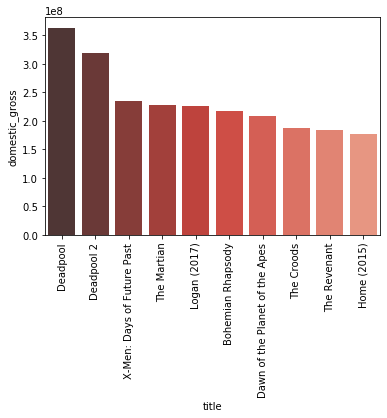 1e8
3.5
3.0
2.5
2.0
1.5
1.0
0.5
0.0
domestic_gross
Deadpool
Deadpool 2
X-Men: Days of Future Past
The Martian
Logan (2017)
Bohemian Rhapsody
Dawn of the Planet of the Apes
The Croods
The Revenant
Home (2015)
title